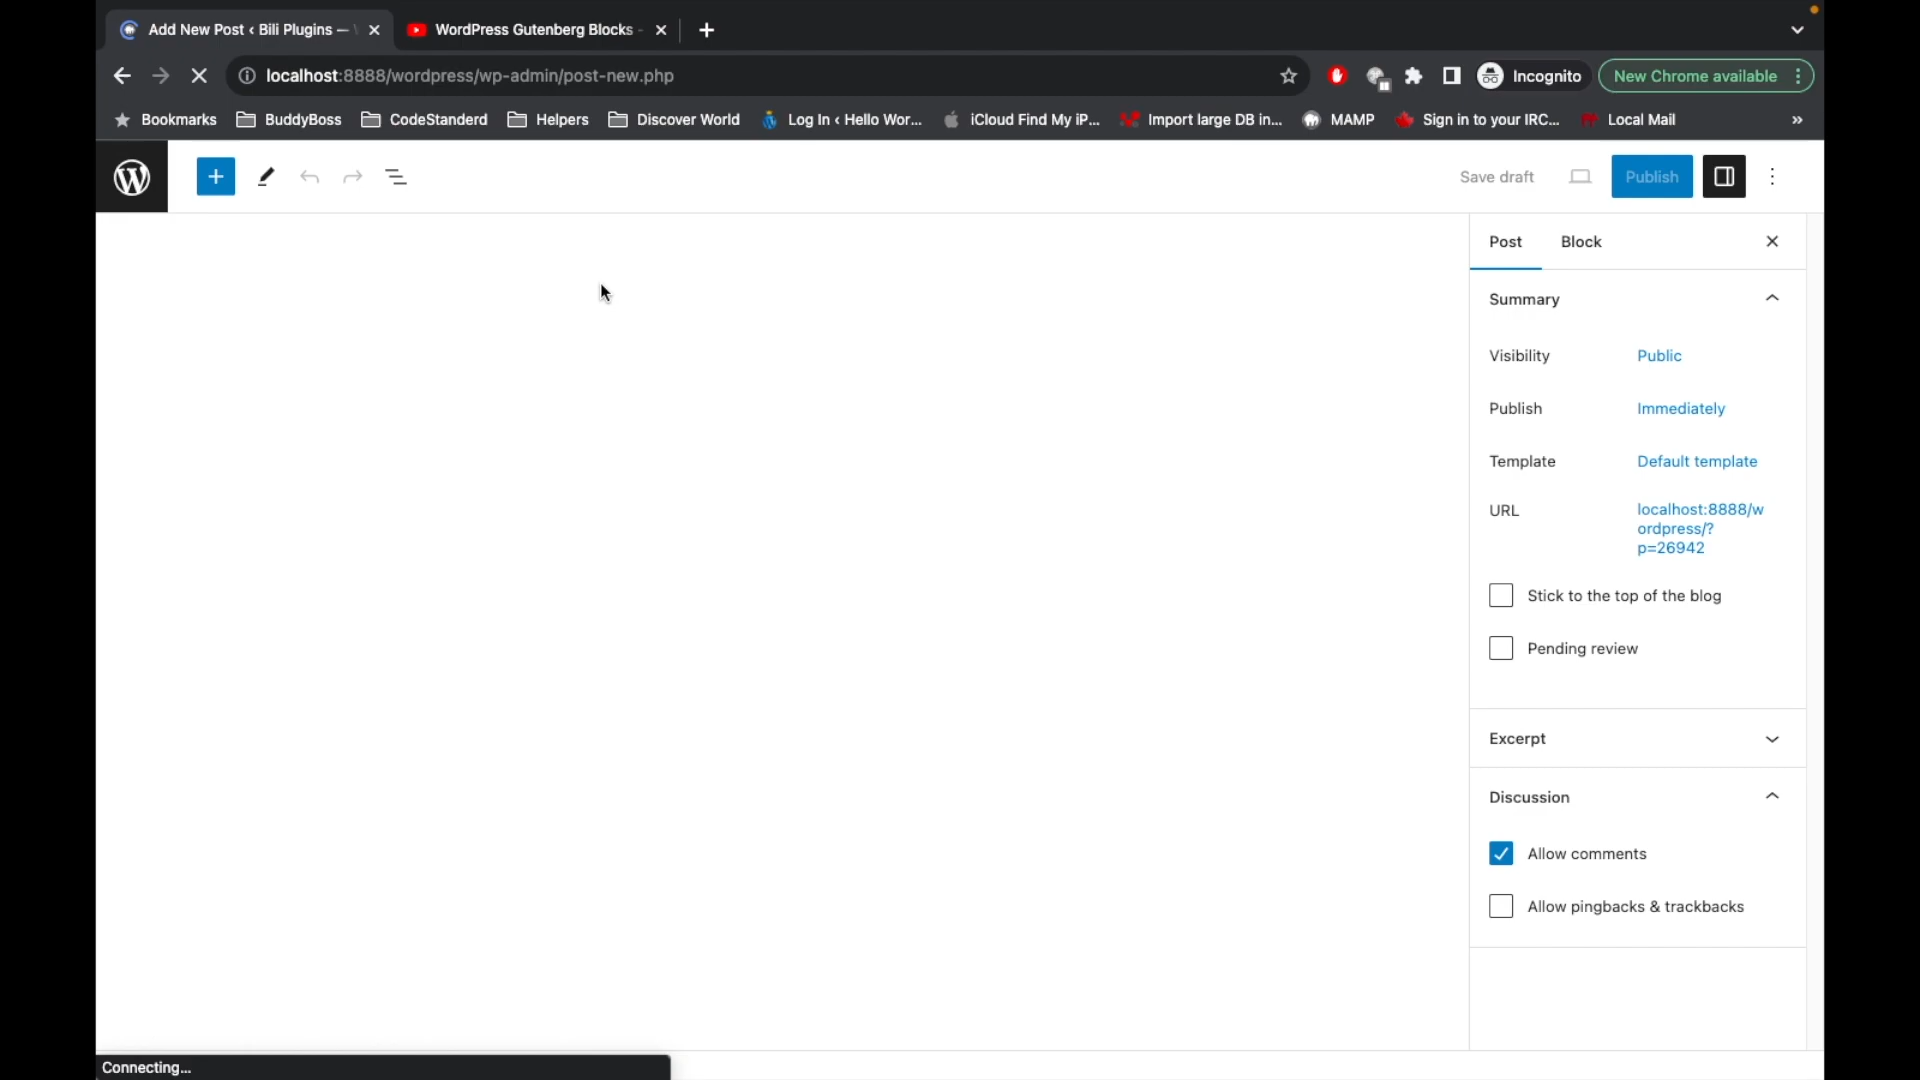 Add New Post ‹ Bili Plugins —
WordPress Gutenberg Blocks -
localhost:8888/wordpress/wp-admin/post-new.php
Incognito
New Chrome available
Bookmarks
BuddyBoss
CodeStanderd
Helpers
Discover World
Log In ‹ Hello Wor...
iCloud Find My iP...
Import large DB in...
MAMP
Sign in to your IRC...
Local Mail
»
Save draft
Publish
Post
Block
Summary
Visibility
Public
Publish
Immediately
Template
Default template
URL
localhost:8888/w
ordpress/?
p=26942
Stick to the top of the blog
Pending review
Excerpt
Discussion
Allow comments
Allow pingbacks & trackbacks
Connecting...